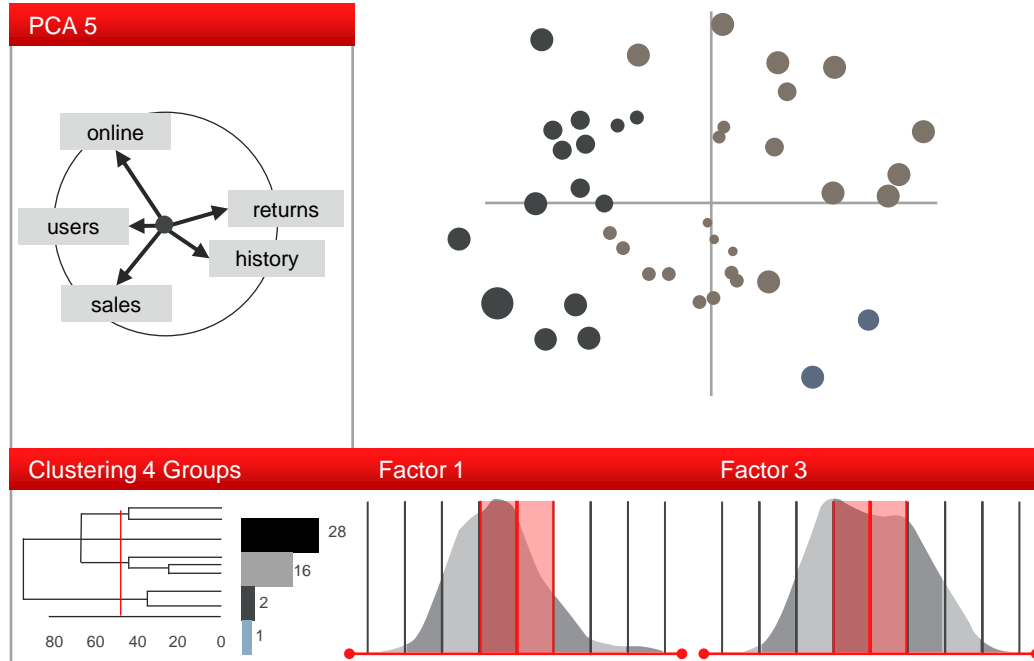 PCA 5
online
users
returns
history
sales
Clustering 4 Groups
Factor 1
Factor 3
28
16
2
1
80 60 40 20 0